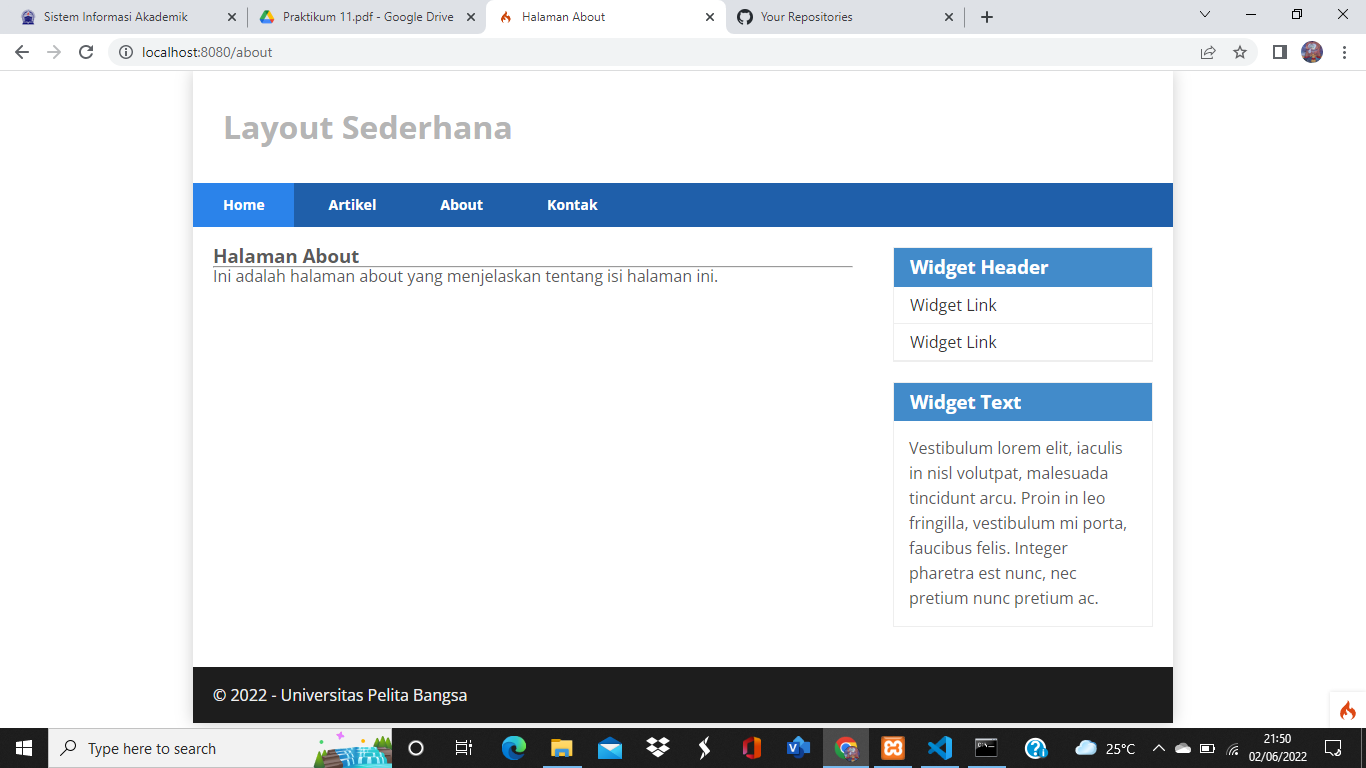 Sistem Informasi Akademik
Praktikum 11.pdf - Google Drive
Halaman About
Your Repositories
localhost:8080/about
Layout Sederhana
Home Artikel About Kontak
Halaman About
Ini adalah halaman about yang menjelaskan tentang isi halaman ini.
Widget Header
Widget Link
Widget Link
Widget Text
Vestibulum lorem elit, iaculis
in nisl volutpat, malesuada
tincidunt arcu. Proin in leo
fringilla, vestibulum mi porta,
faucibus felis. Integer
pharetra est nunc, nec
pretium nunc pretium ac.
© 2022 - Universitas Pelita Bangsa
Type here to search
25°C
21:50
02/06/2022